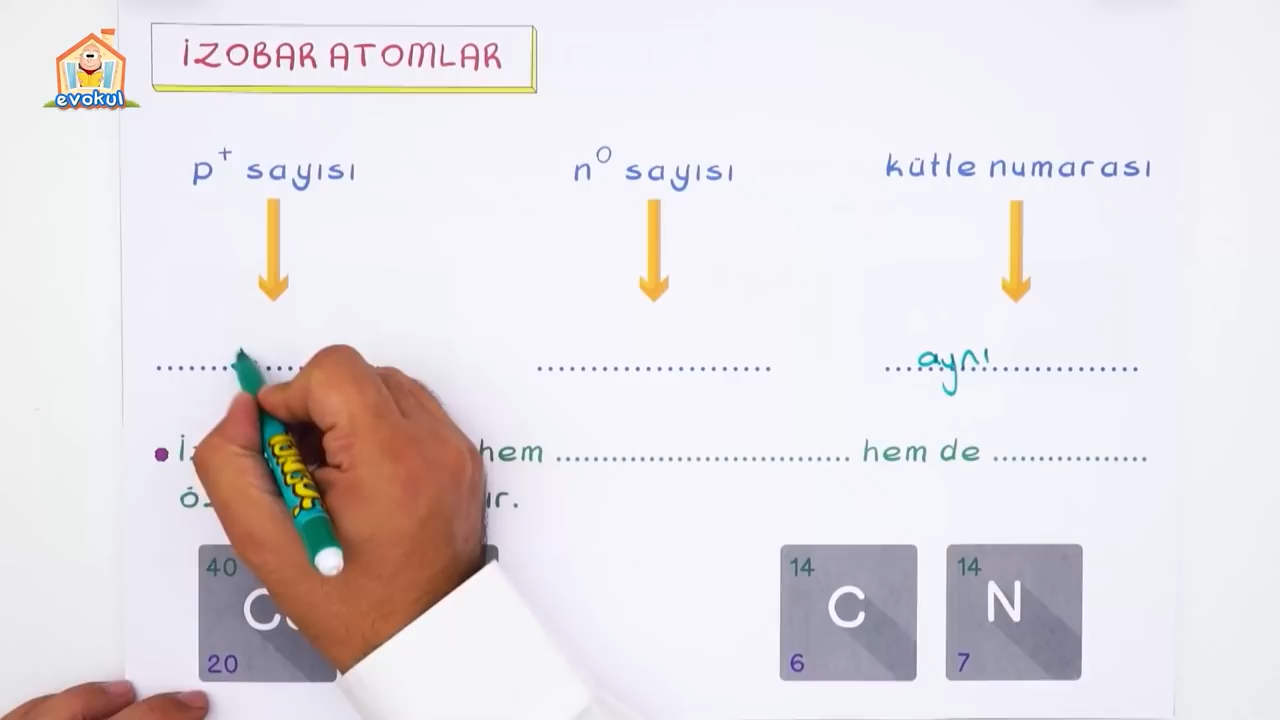 İZOBAR ATOMLAR
evokul
p⁺ sayısı
n⁰ sayısı
kütle numarası
aynı
hem .............................. hem de ................
40
20
14
C
6
14
N
7